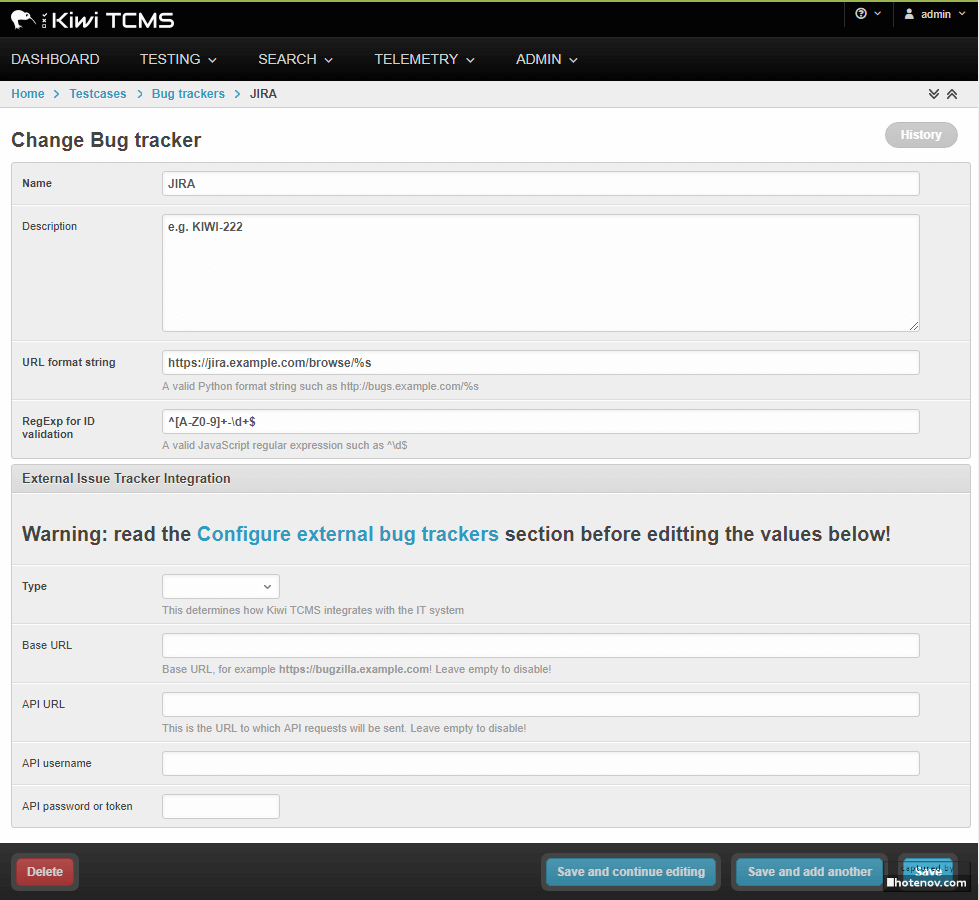 Kiwi TCMS
admin
DASHBOARD TESTING SEARCH TELEMETRY ADMIN
Home > Testcases > Bug trackers > JIRA
Change Bug tracker
History
Name
JIRA
Description
e.g. KIWI-222
URL format string
https://jira.example.com/browse/%s
A valid Python format string such as http://bugs.example.com/%s
RegExp for ID
validation
^[A-Z0-9]+-\d+$
A valid JavaScript regular expression such as ^\d$
External Issue Tracker Integration
Warning: read the Configure external bug trackers section before editting the values below!
Type
This determines how Kiwi TCMS integrates with the IT system
Base URL
Base URL, for example https://bugzilla.example.com! Leave empty to disable!
API URL
This is the URL to which API requests will be sent. Leave empty to disable!
API username
API password or token
Delete
Save and continue editing
Save and add another
Save
captured by
hotenov.com